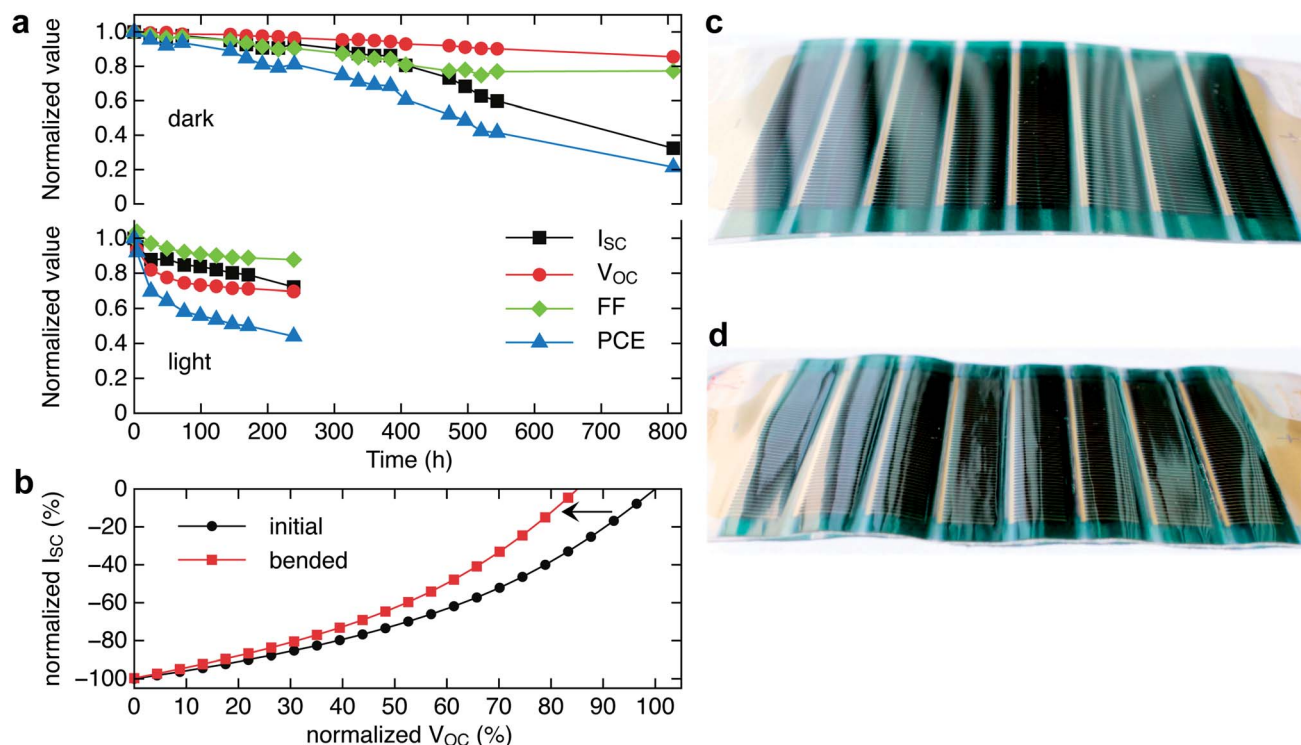 a
Normalized value
1.0
0.8
0.6
0.4
0.2
0
dark
Normalized value
1.0
0.8
0.6
0.4
0.2
0
light
I_SC
V_OC
FF
PCE
0 100 200 300 400 500 600 700 800
Time (h)
b
normalized I_SC (%)
0
−20
−40
−60
−80
−100
initial
bended
0 10 20 30 40 50 60 70 80 90 100
normalized V_OC (%)
c
d